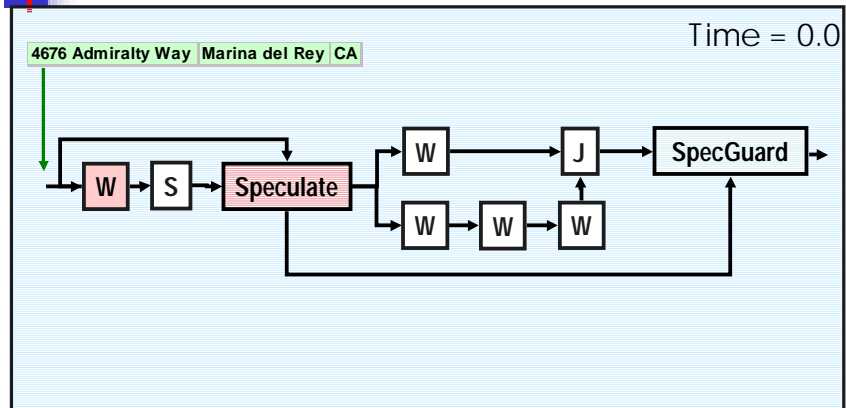 Time = 0.0
4676 Admiralty Way Marina del Rey CA
W J SpecGuard
W S Speculate
W W W